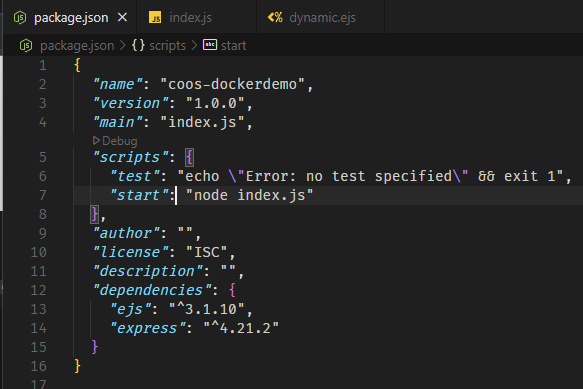 package.json ×
JS index.js
<% dynamic.ejs
package.json > {} scripts > abc start
1 {
2 "name": "coos-dockerdemo",
3 "version": "1.0.0",
4 "main": "index.js",
Debug
5 "scripts": {
6 "test": "echo \"Error: no test specified\" && exit 1",
7 "start": "node index.js"
8 },
9 "author": "",
10 "license": "ISC",
11 "description": "",
12 "dependencies": {
13 "ejs": "^3.1.10",
14 "express": "^4.21.2"
15 }
16 }
17